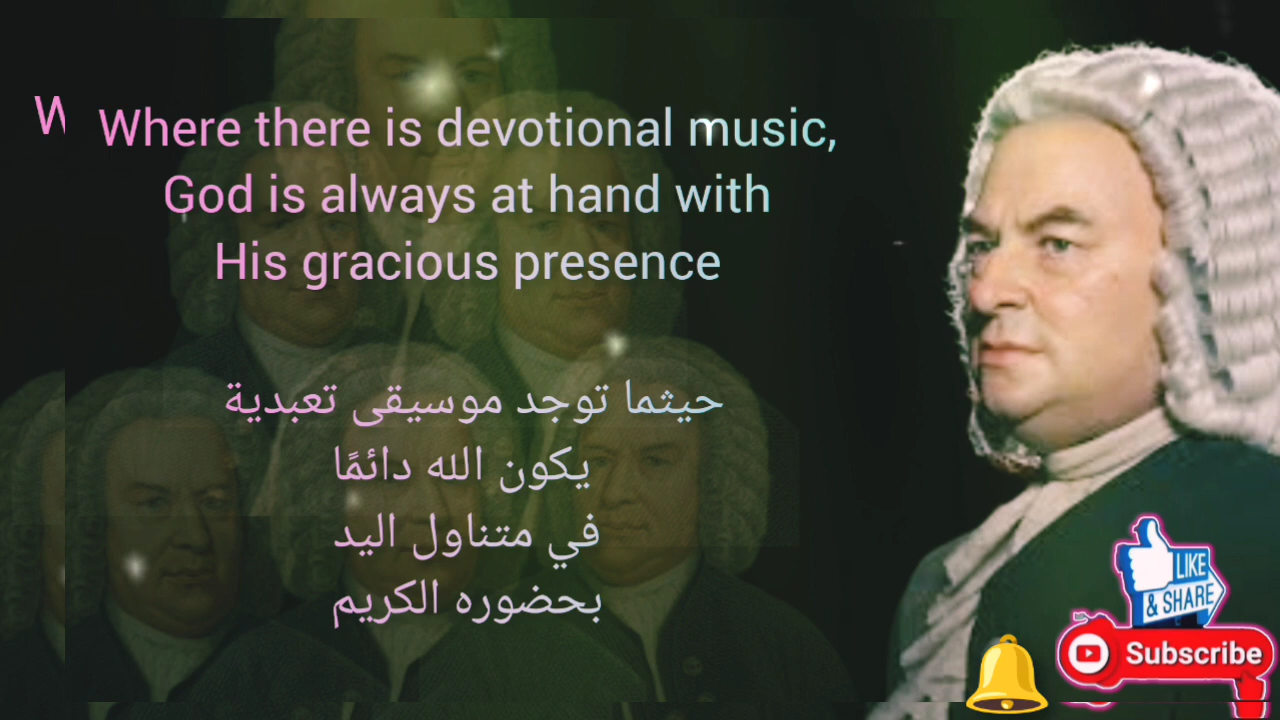 W
Where there is devotional music,
God is always at hand with
His gracious presence
حيثما توجد موسيقى تعبدية
يكون الله دائمًا
في متناول اليد
بحضوره الكريم
LIKE
& SHARE
Subscribe